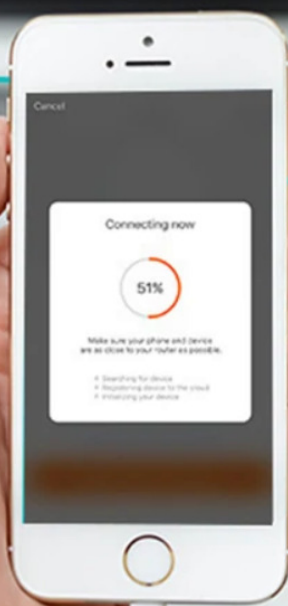 Cancel
Connecting now
51%
Make sure your phone and device
are as close to your router as possible.
Searching for device
Registering device to the cloud
Initializing your device